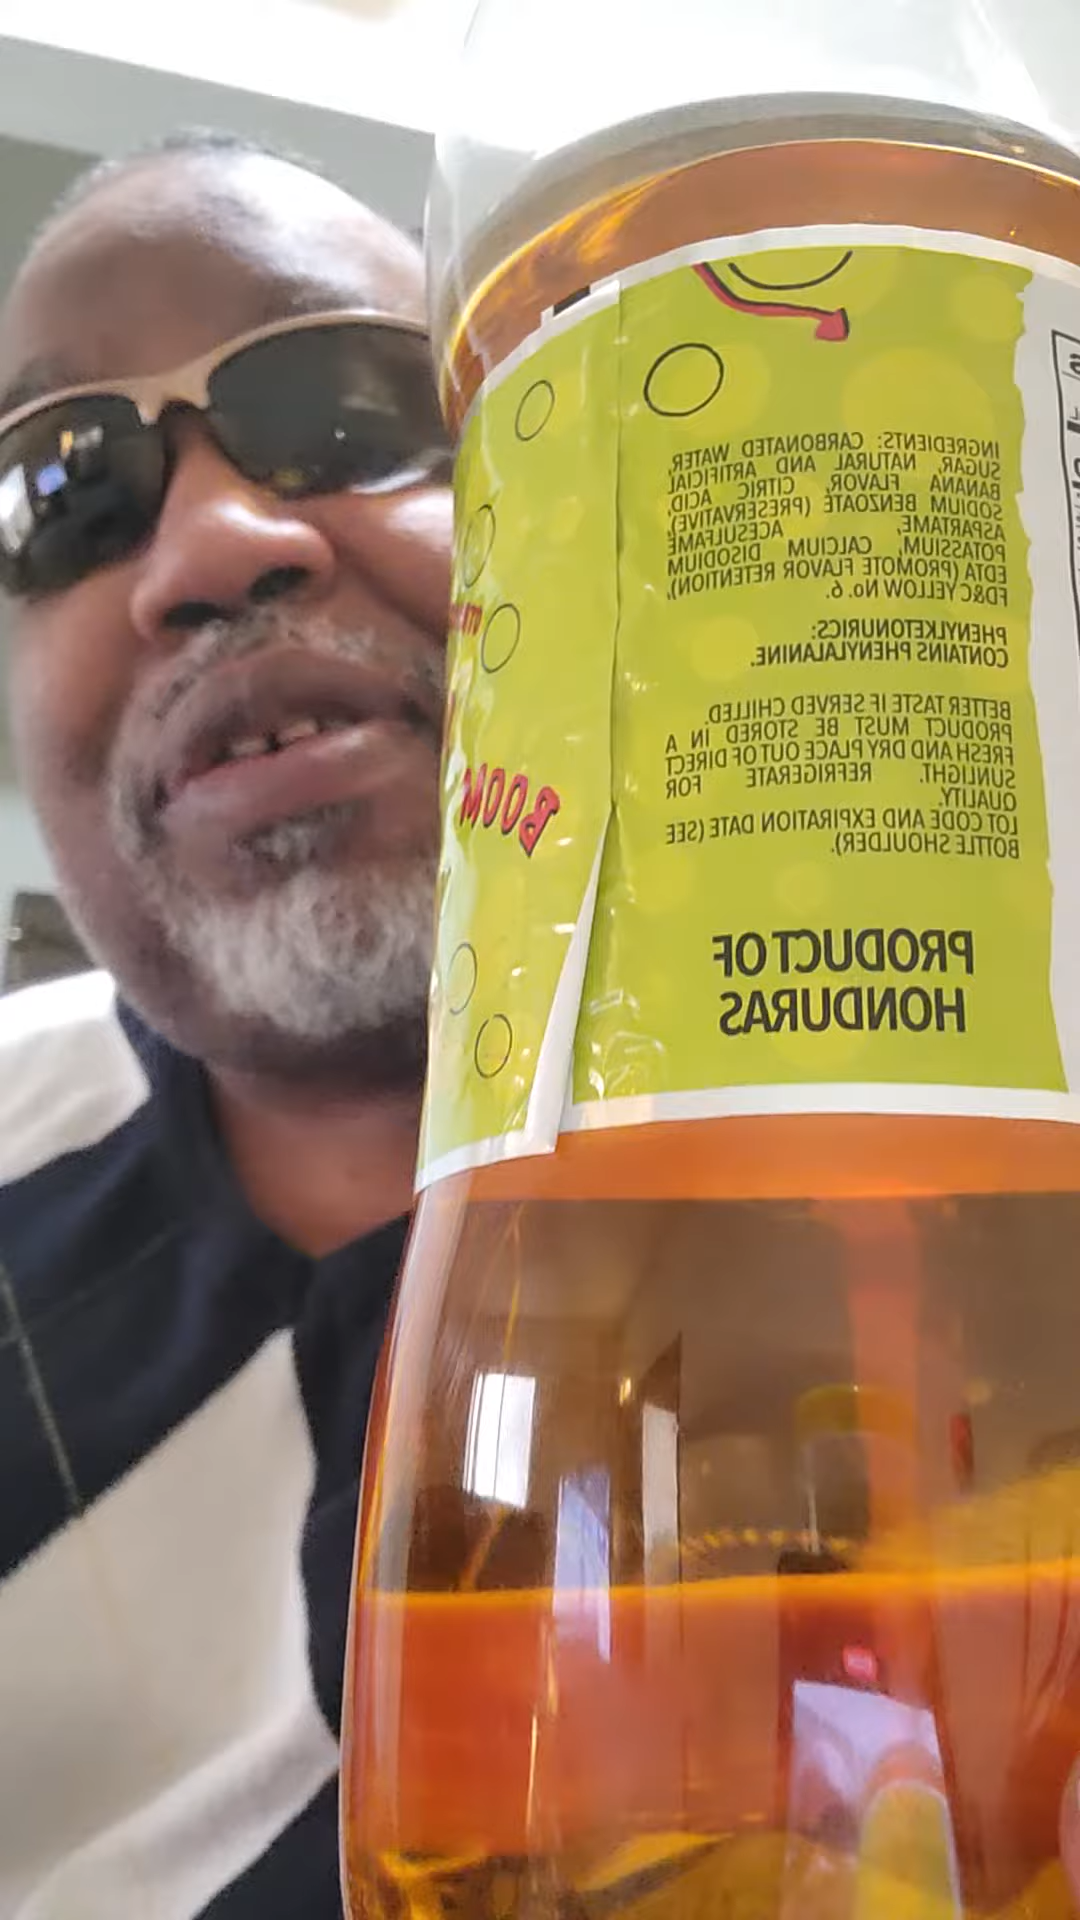 INGREDIENTS: CARBONATED WATER,
SUGAR, NATURAL AND ARTIFICIAL
BANANA FLAVOR, CITRIC ACID,
SODIUM BENZOATE (PRESERVATIVE),
ASPARTAME, ACESULFAME
POTASSIUM, CALCIUM DISODIUM
EDTA (PROMOTE FLAVOR RETENTION),
FD&C YELLOW No. 6.
PHENYLKETONURICS:
CONTAINS PHENYLALANINE.
BETTER TASTE IF SERVED CHILLED.
PRODUCT MUST BE STORED IN A
FRESH AND DRY PLACE OUT OF DIRECT
SUNLIGHT. REFRIGERATE FOR
QUALITY.
LOT CODE AND EXPIRATION DATE (SEE
BOTTLE SHOULDER).
PRODUCT OF
HONDURAS
BOOM